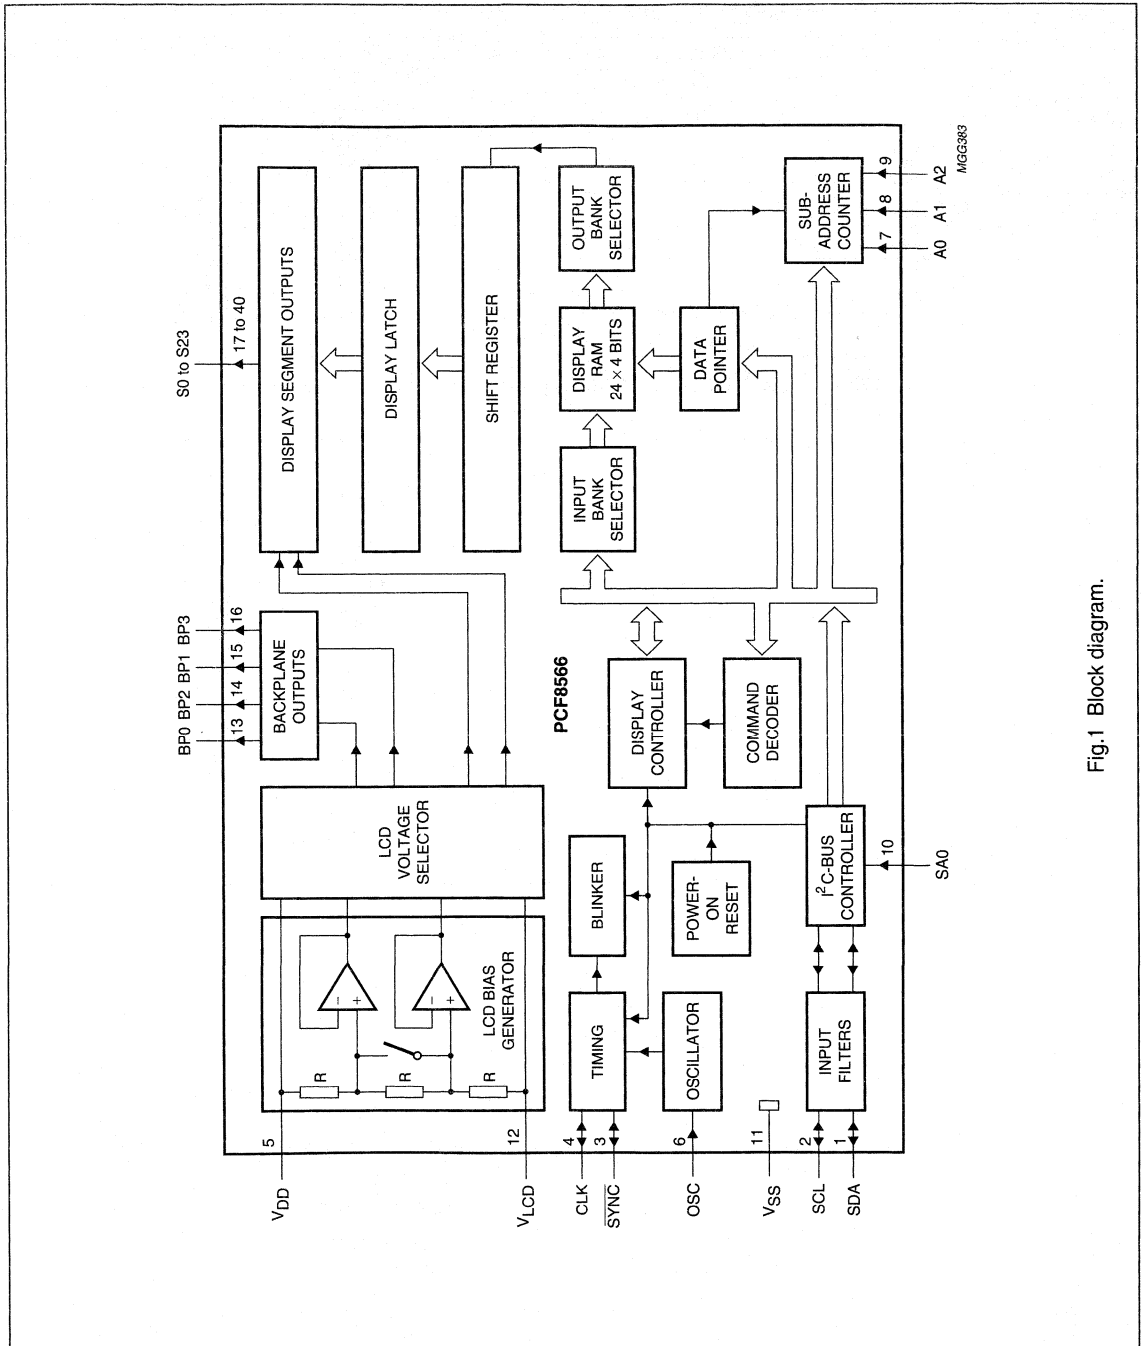 S0 to S23
17 to 40
BP0 BP2 BP1 BP3
13 14 15 16
BACKPLANE
OUTPUTS
DISPLAY SEGMENT OUTPUTS
VDD
5
R
R
R
−
+
−
+
LCD BIAS
GENERATOR
VLCD
12
LCD
VOLTAGE
SELECTOR
DISPLAY LATCH
SHIFT REGISTER
CLK
4
SYNC
3
TIMING
BLINKER
PCF8566
DISPLAY
CONTROLLER
INPUT
BANK
SELECTOR
DISPLAY
RAM
24 × 4 BITS
OUTPUT
BANK
SELECTOR
OSC
6
OSCILLATOR
POWER-
ON
RESET
COMMAND
DECODER
DATA
POINTER
VSS
11
SCL
2
SDA
1
INPUT
FILTERS
I2C-BUS
CONTROLLER
10
SA0
SUB-
ADDRESS
COUNTER
7 8 9
A0 A1 A2
MGG383
Fig.1 Block diagram.